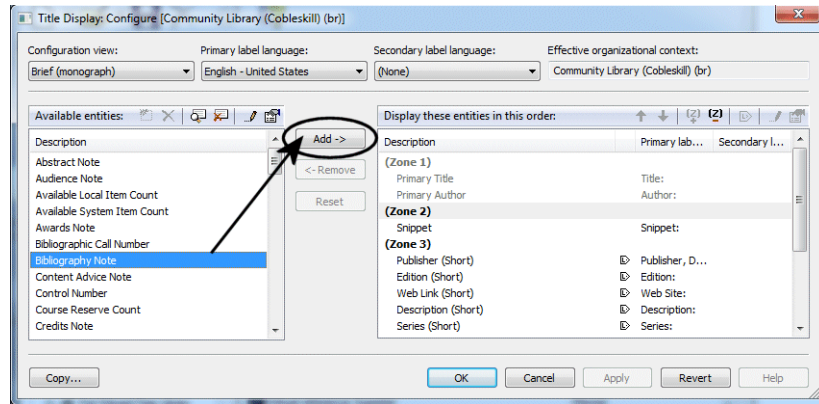 Title Display: Configure [Community Library (Cobleskill) (br)]
Configuration view: Primary label language: Secondary label language: Effective organizational context:
Brief (monograph) English - United States (None) Community Library (Cobleskill) (br)
Available entities: Add -> Display these entities in this order:
Description Description Primary lab... Secondary l...
Abstract Note (Zone 1)
Audience Note <- Remove Primary Title Title:
Available Local Item Count Primary Author Author:
Available System Item Count Reset (Zone 2)
Awards Note Snippet Snippet:
Bibliographic Call Number (Zone 3)
Bibliography Note Publisher (Short) Publisher, D...
Content Advice Note Edition (Short) Edition:
Control Number Web Link (Short) Web Site:
Course Reserve Count Description (Short) Description:
Credits Note Series (Short) Series:
Copy... OK Cancel Apply Revert Help